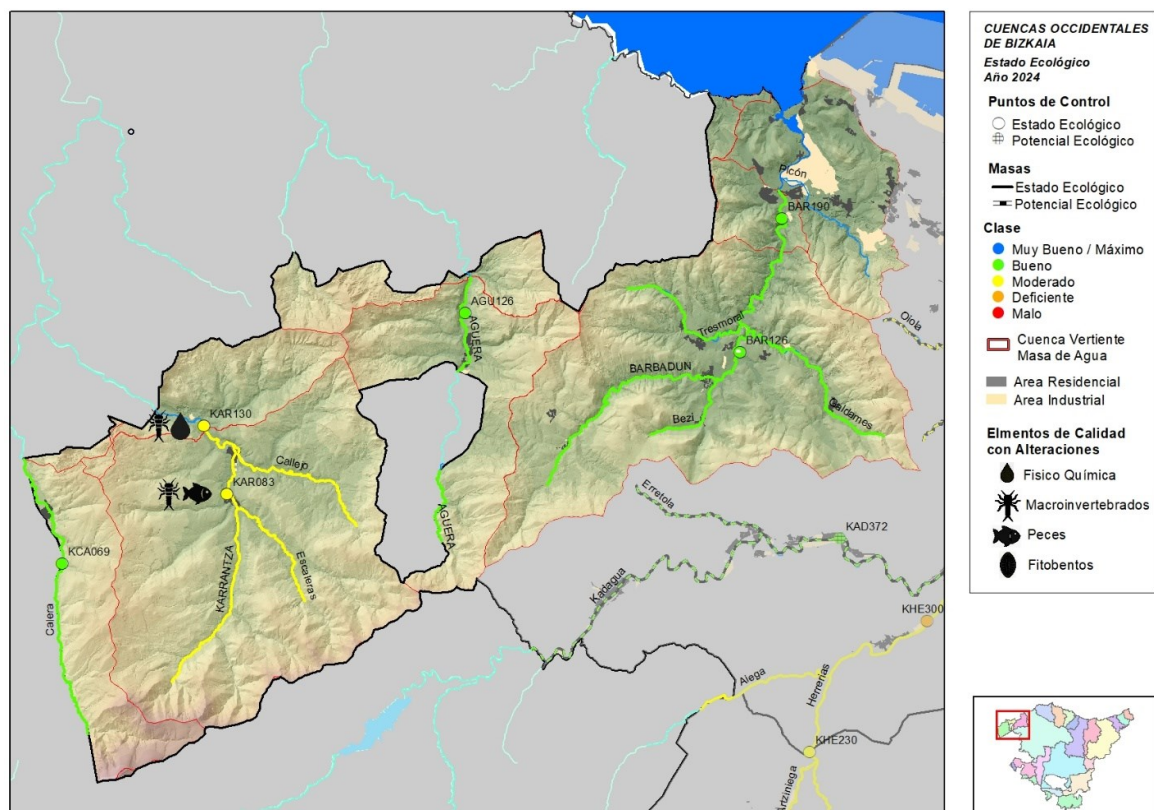 Picón
BAR190
AGU126
AGUERA
Tresmoral
Oiola
BAR126
BARBADUN
Galdames
Bezi
KAR130
Callejo
KAR083
Erretola
AGUERA
KAD372
KCA069
Escaleras
KARRANTZA
Kadagua
Calera
KHE300
Alega
Herrerias
KHE230
Artziniega
CUENCAS OCCIDENTALES
DE BIZKAIA
Estado Ecológico
Año 2024
Puntos de Control
Estado Ecológico
Potencial Ecológico
Masas
Estado Ecológico
Potencial Ecológico
Clase
Muy Bueno / Máximo
Bueno
Moderado
Deficiente
Malo
Cuenca Vertiente
Masa de Agua
Area Residencial
Area Industrial
Elmentos de Calidad
con Alteraciones
Fisico Química
Macroinvertebrados
Peces
Fitobentos